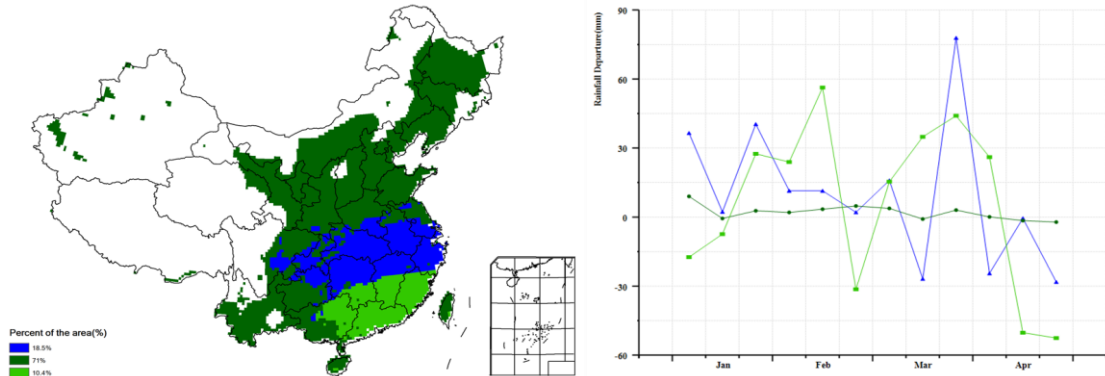 Percent of the area(%)
18.5%
71%
10.4%
Rainfall Departure(mm)
90
60
30
0
-30
-60
Jan
Feb
Mar
Apr